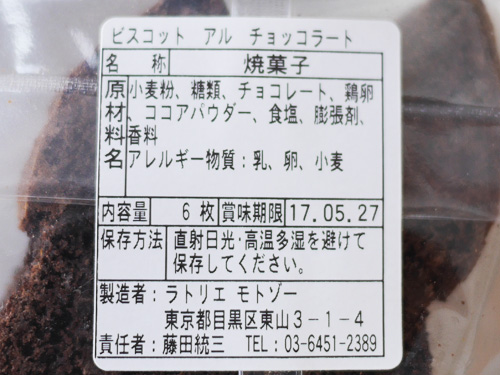 ビスコット アル チョッコラート
名 称 焼菓子
原材料名 小麦粉、糖類、チョコレート、鶏卵
、ココアパウダー、食塩、膨張剤、
香料
アレルギー物質：乳、卵、小麦
内容量 6 枚 賞味期限 17.05.27
保存方法 直射日光・高温多湿を避けて
保存してください。
製造者：ラトリエ モトゾー
東京都目黒区東山3－1－4
責任者：藤田統三 TEL：03-6451-2389